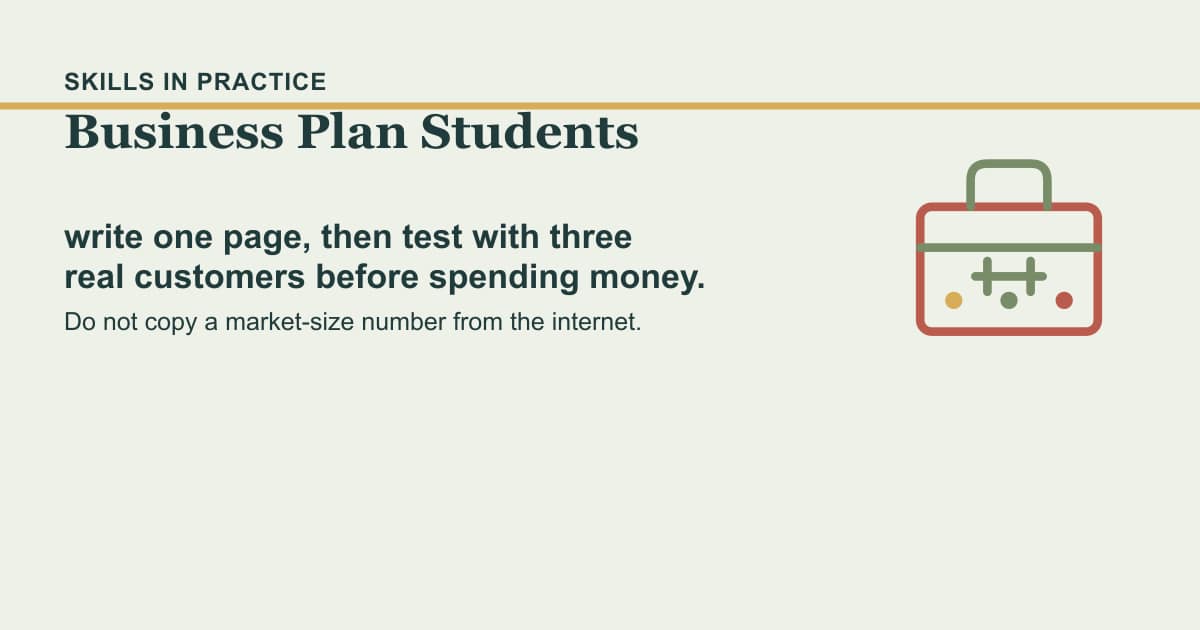 SKILLS IN PRACTICE
Business Plan Students
write one page, then test with three
real customers before spending money.
Do not copy a market-size number from the internet.